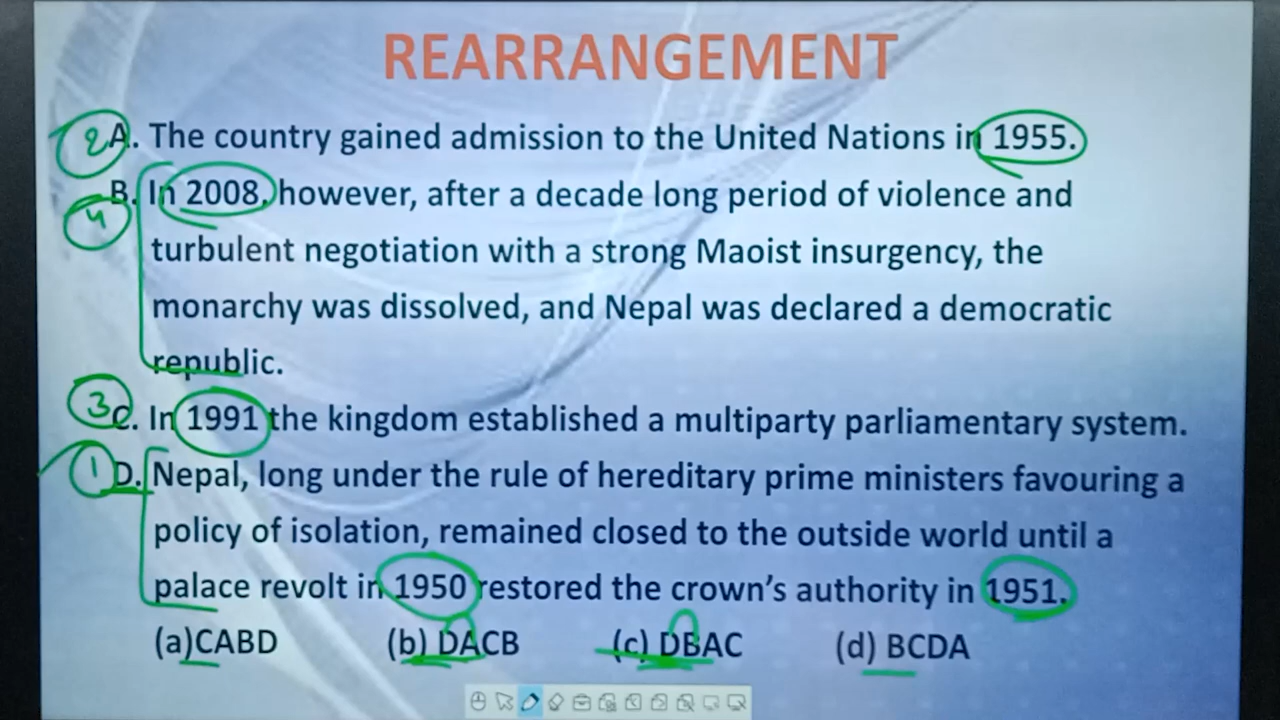 REARRANGEMENT
2 A. The country gained admission to the United Nations in 1955.
B. In 2008, however, after a decade long period of violence and
4 turbulent negotiation with a strong Maoist insurgency, the
monarchy was dissolved, and Nepal was declared a democratic
republic.
3 C. In 1991 the kingdom established a multiparty parliamentary system.
1 D. Nepal, long under the rule of hereditary prime ministers favouring a
policy of isolation, remained closed to the outside world until a
palace revolt in 1950 restored the crown's authority in 1951.
(a)CABD (b) DACB (c) DBAC (d) BCDA